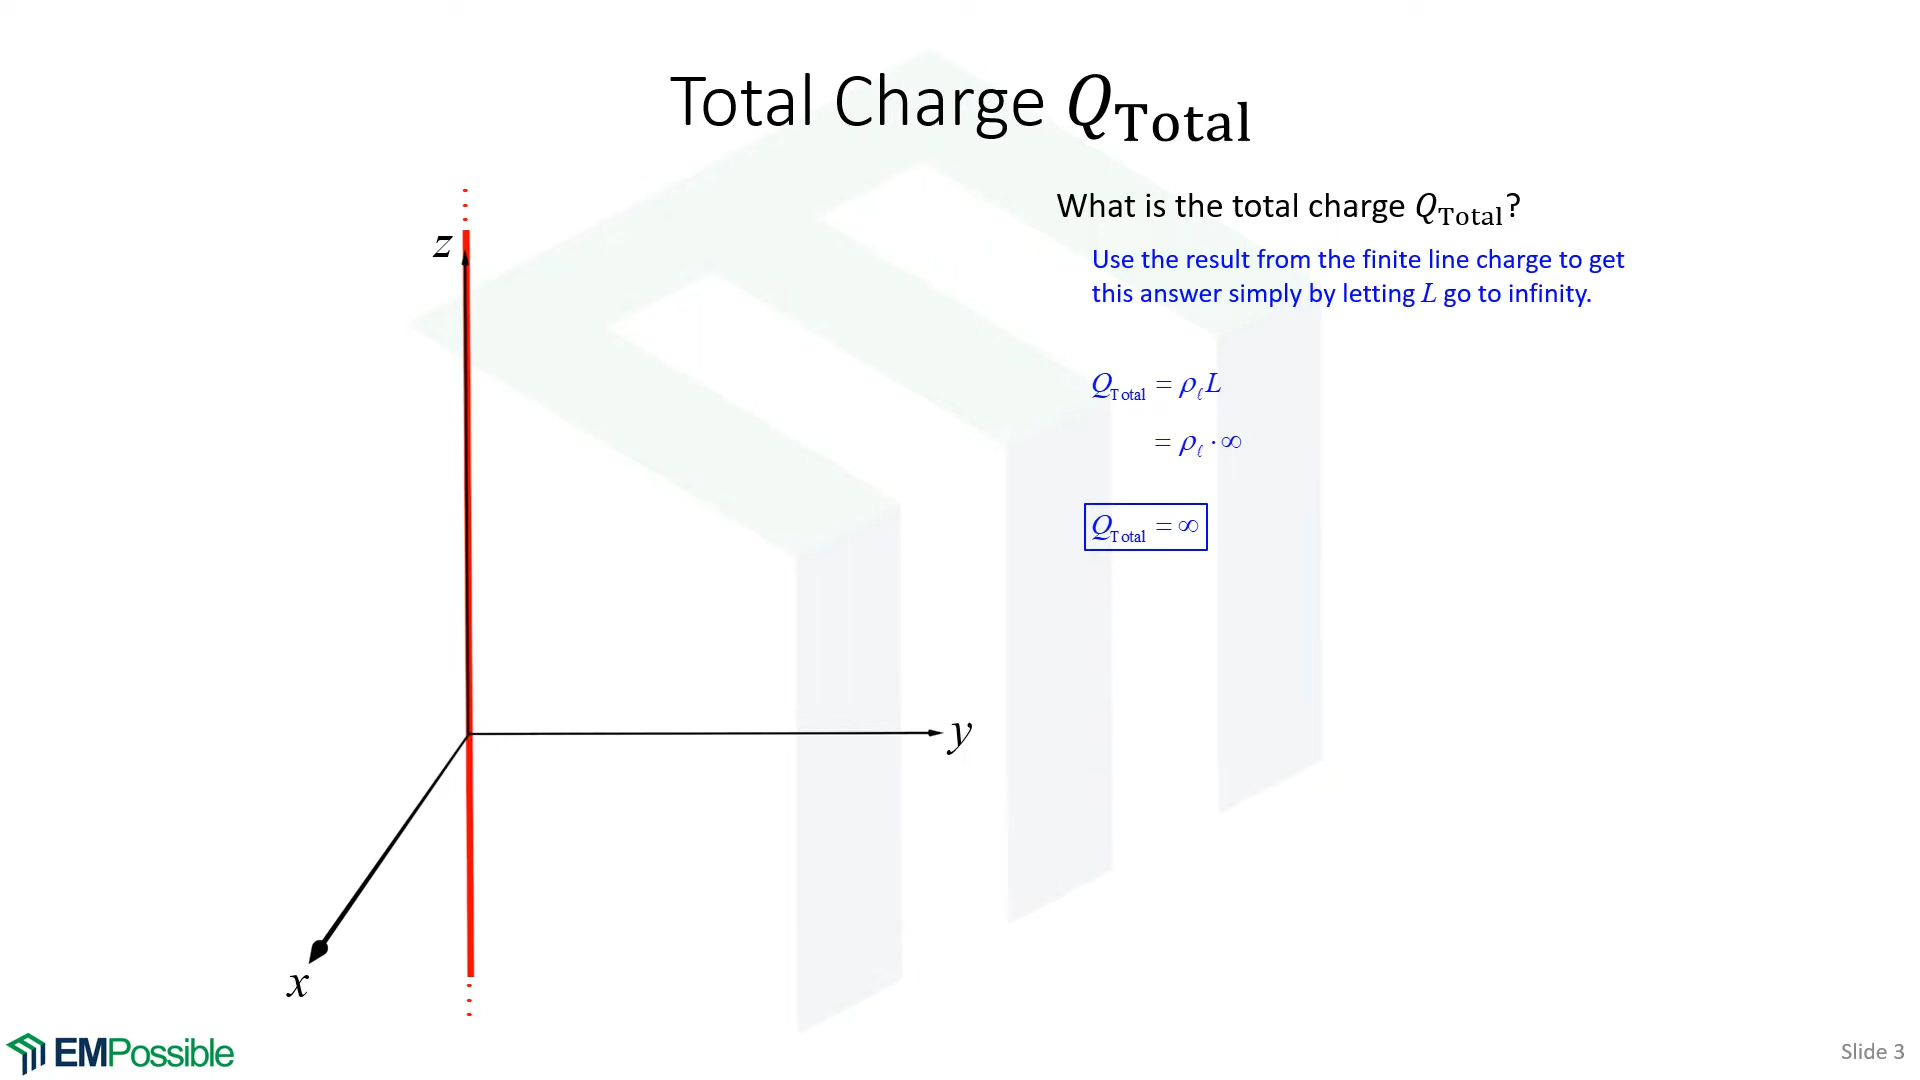 Total Charge Q_Total
What is the total charge Q_Total?
Use the result from the finite line charge to get
this answer simply by letting L go to infinity.
Q_Total = ρ_ℓ L
= ρ_ℓ · ∞
Q_Total = ∞
z
y
x
EMPossible
Slide 3